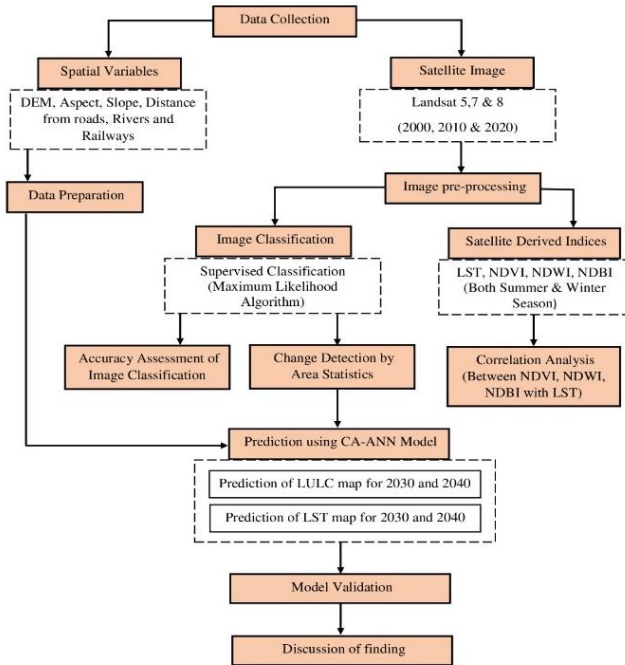 Data Collection
Spatial Variables
DEM, Aspect, Slope, Distance
from roads, Rivers and
Railways
Data Preparation
Satellite Image
Landsat 5,7 & 8
(2000, 2010 & 2020)
Image pre-processing
Image Classification
Supervised Classification
(Maximum Likelihood
Algorithm)
Satellite Derived Indices
LST, NDVI, NDWI, NDBI
(Both Summer & Winter
Season)
Accuracy Assessment of
Image Classification
Change Detection by
Area Statistics
Correlation Analysis
(Between NDVI, NDWI,
NDBI with LST)
Prediction using CA-ANN Model
Prediction of LULC map for 2030 and 2040
Prediction of LST map for 2030 and 2040
Model Validation
Discussion of finding